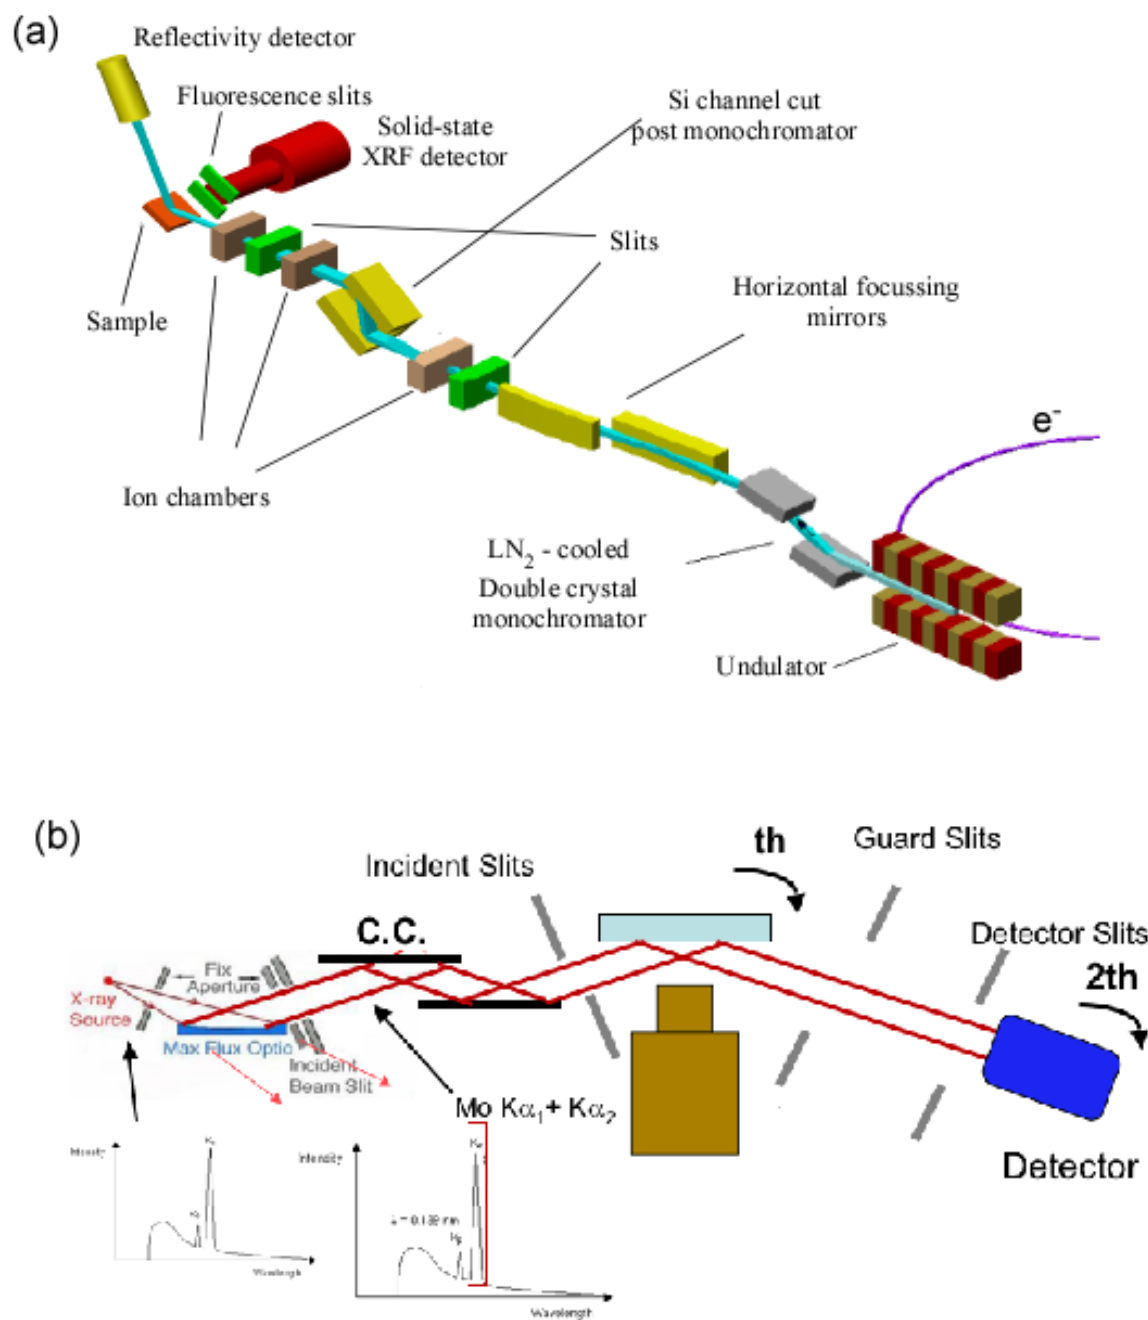 (a)
Reflectivity detector
Fluorescence slits
Solid-state
XRF detector
Si channel cut
post monochromator
Slits
Horizontal focussing
mirrors
Sample
Ion chambers
e-
LN2 - cooled
Double crystal
monochromator
Undulator
(b)
Incident Slits
th
Guard Slits
C.C.
Detector Slits
2th
Fix
Aperture
X-ray
Source
Max Flux Optic
Incident
Beam Slit
Mo Kα1+ Kα2
Detector
Intensity
Wavelength
Intensity
Wavelength